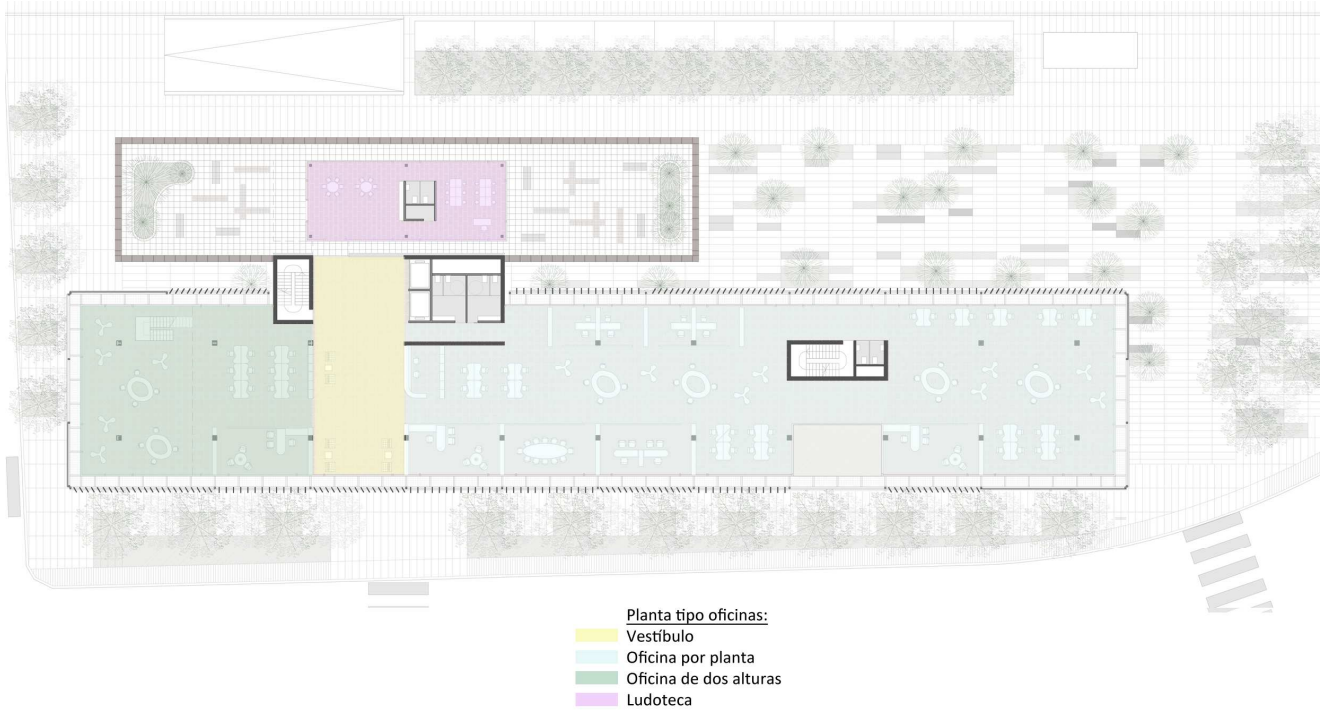 Planta tipo oficinas:
Vestíbulo
Oficina por planta
Oficina de dos alturas
Ludoteca